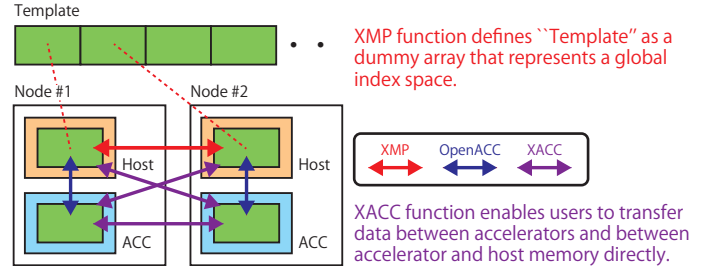 Template
XMP function defines ``Template'' as a
dummy array that represents a global
index space.
Node #1
Node #2
Host
Host
ACC
ACC
XMP
OpenACC
XACC
XACC function enables users to transfer
data between accelerators and between
accelerator and host memory directly.